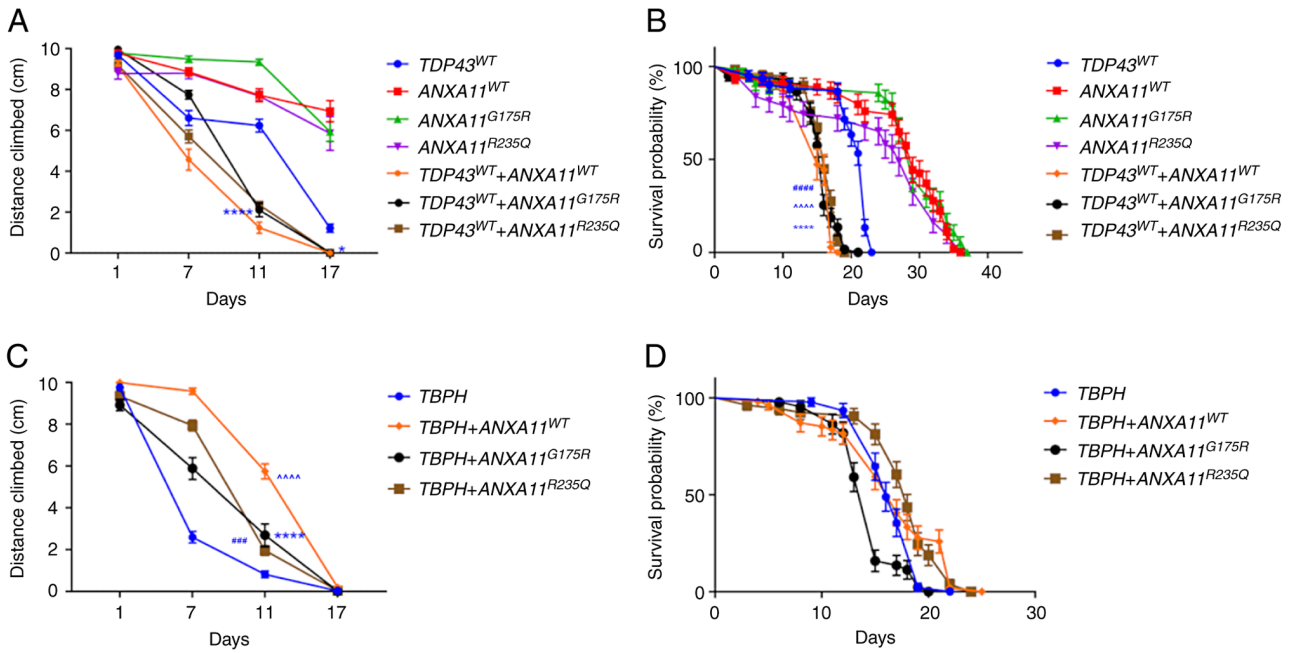 A
Distance climbed (cm)
10
8
6
4
2
0
1
7
11
17
Days
****
*
TDP43WT
ANXA11WT
ANXA11G175R
ANXA11R235Q
TDP43WT+ANXA11WT
TDP43WT+ANXA11G175R
TDP43WT+ANXA11R235Q
B
Survival probability (%)
100
50
0
0
10
20
30
40
Days
####
^^^^
****
TDP43WT
ANXA11WT
ANXA11G175R
ANXA11R235Q
TDP43WT+ANXA11WT
TDP43WT+ANXA11G175R
TDP43WT+ANXA11R235Q
C
Distance climbed (cm)
10
8
6
4
2
0
1
7
11
17
Days
^^^^
###
****
TBPH
TBPH+ANXA11WT
TBPH+ANXA11G175R
TBPH+ANXA11R235Q
D
Survival probability (%)
100
50
0
0
10
20
30
Days
TBPH
TBPH+ANXA11WT
TBPH+ANXA11G175R
TBPH+ANXA11R235Q